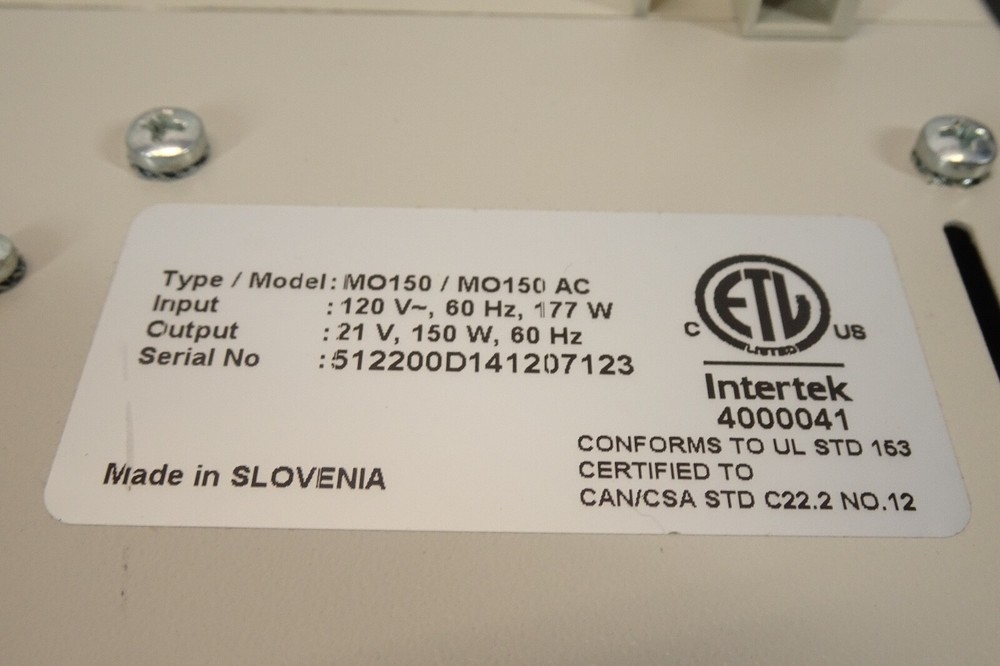 Type / Model: MO150 / MO150 AC
Input : 120 V~, 60 Hz, 177 W
Output : 21 V, 150 W, 60 Hz
Serial No : 512200D141207123
Made in SLOVENIA
ETL
LISTED
C US
Intertek
4000041
CONFORMS TO UL STD 153
CERTIFIED TO
CAN/CSA STD C22.2 NO.12